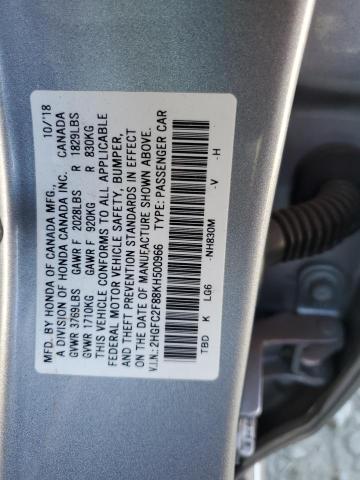 MFD. BY HONDA OF CANADA MFG., 10/'18
A DIVISION OF HONDA CANADA INC. CANADA
GVWR 3769LBS GAWR F 2028LBS R 1829LBS
GVWR 1710KG GAWR F 920KG R 830KG
THIS VEHICLE CONFORMS TO ALL APPLICABLE
FEDERAL MOTOR VEHICLE SAFETY, BUMPER,
AND THEFT PREVENTION STANDARDS IN EFFECT
ON THE DATE OF MANUFACTURE SHOWN ABOVE.
V.I.N.: 2HGFC2F88KH500966 TYPE: PASSENGER CAR
NH830M -V -H
TBD K LG6